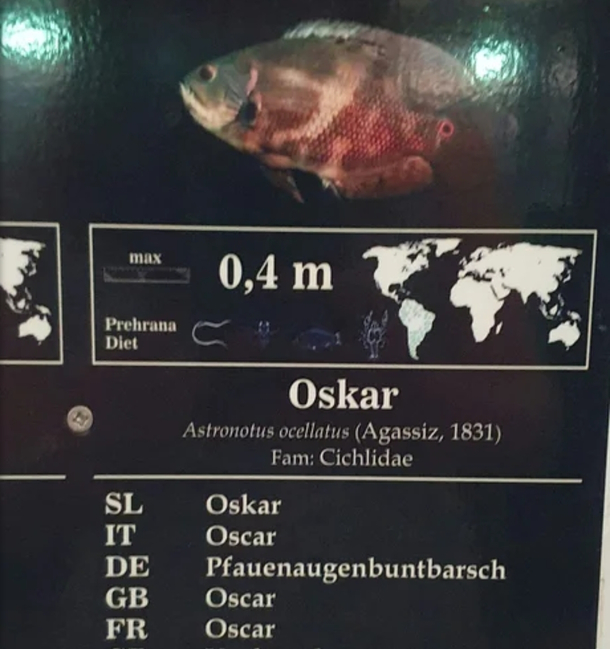 max
0,4 m
Prehrana
Diet
Oskar
Astronotus ocellatus (Agassiz, 1831)
Fam: Cichlidae
SL Oskar
IT Oscar
DE Pfauenaugenbuntbarsch
GB Oscar
FR Oscar